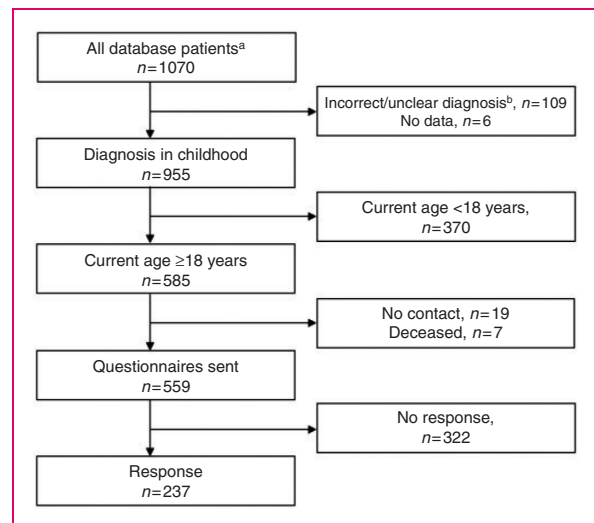 All database patientsᵃ
n=1070
Incorrect/unclear diagnosisᵇ, n=109
No data, n=6
Diagnosis in childhood
n=955
Current age <18 years,
n=370
Current age ≥18 years
n=585
No contact, n=19
Deceased, n=7
Questionnaires sent
n=559
No response,
n=322
Response
n=237